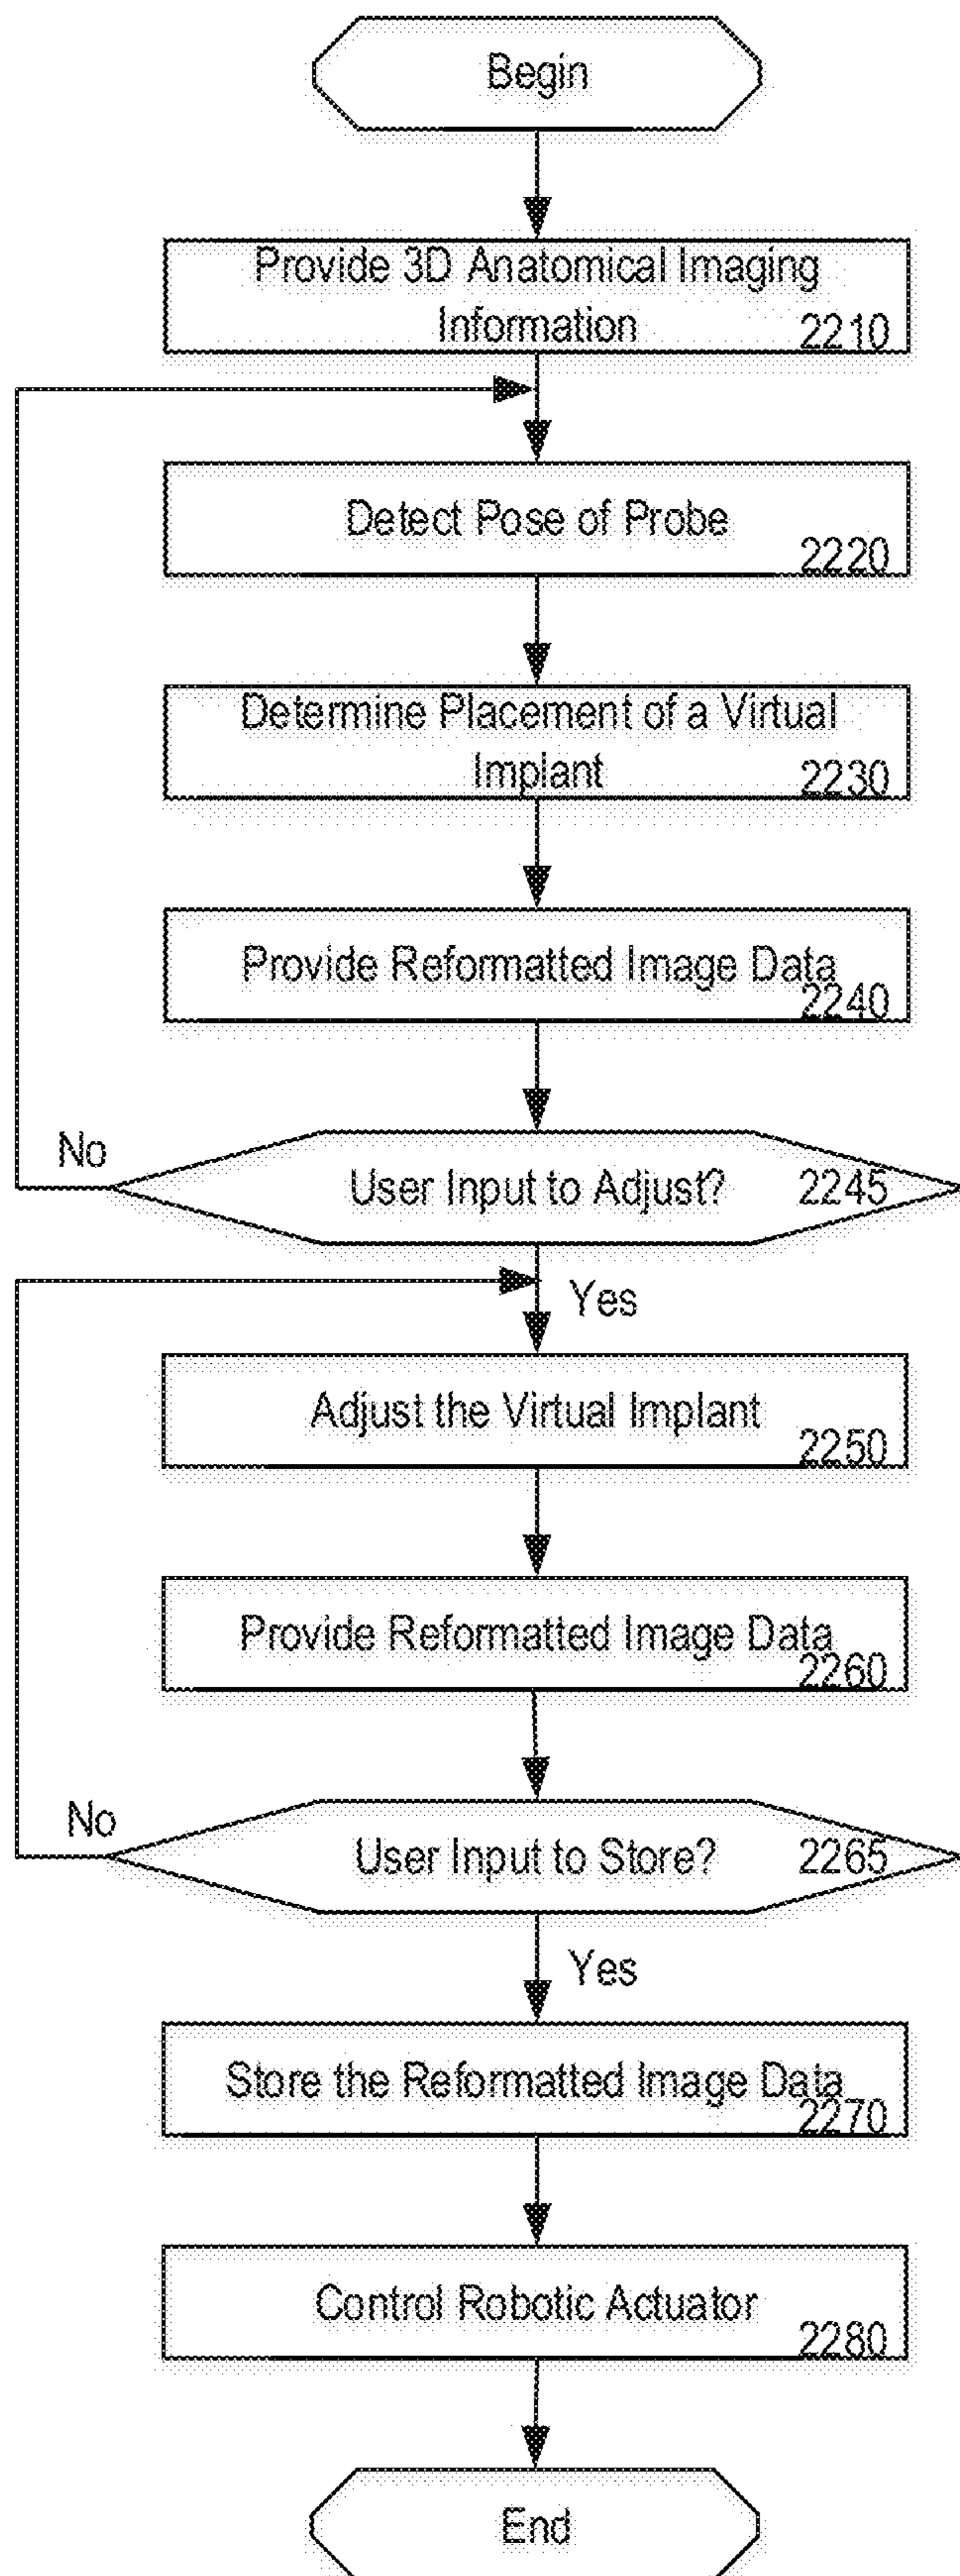 Begin
Provide 3D Anatomical Imaging
Information 2210
Detect Pose of Probe
2220
Determine Placement of a Virtual
Implant 2230
Provide Reformatted Image Data
2240
No
User Input to Adjust? 2245
Yes
Adjust the Virtual Implant
2250
Provide Reformatted Image Data
2260
No
User Input to Store? 2265
Yes
Store the Reformatted Image Data
2270
Control Robotic Actuator
2280
End